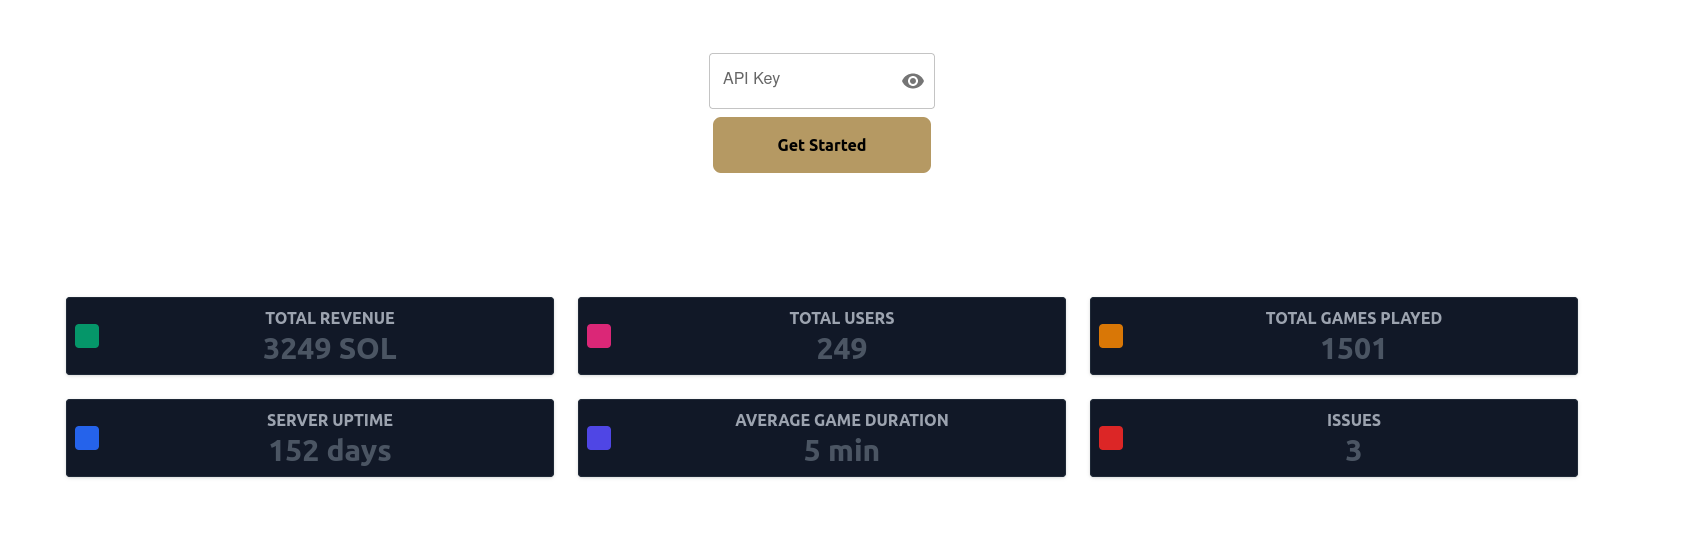 API Key
Get Started
TOTAL REVENUE
3249 SOL
TOTAL USERS
249
TOTAL GAMES PLAYED
1501
SERVER UPTIME
152 days
AVERAGE GAME DURATION
5 min
ISSUES
3